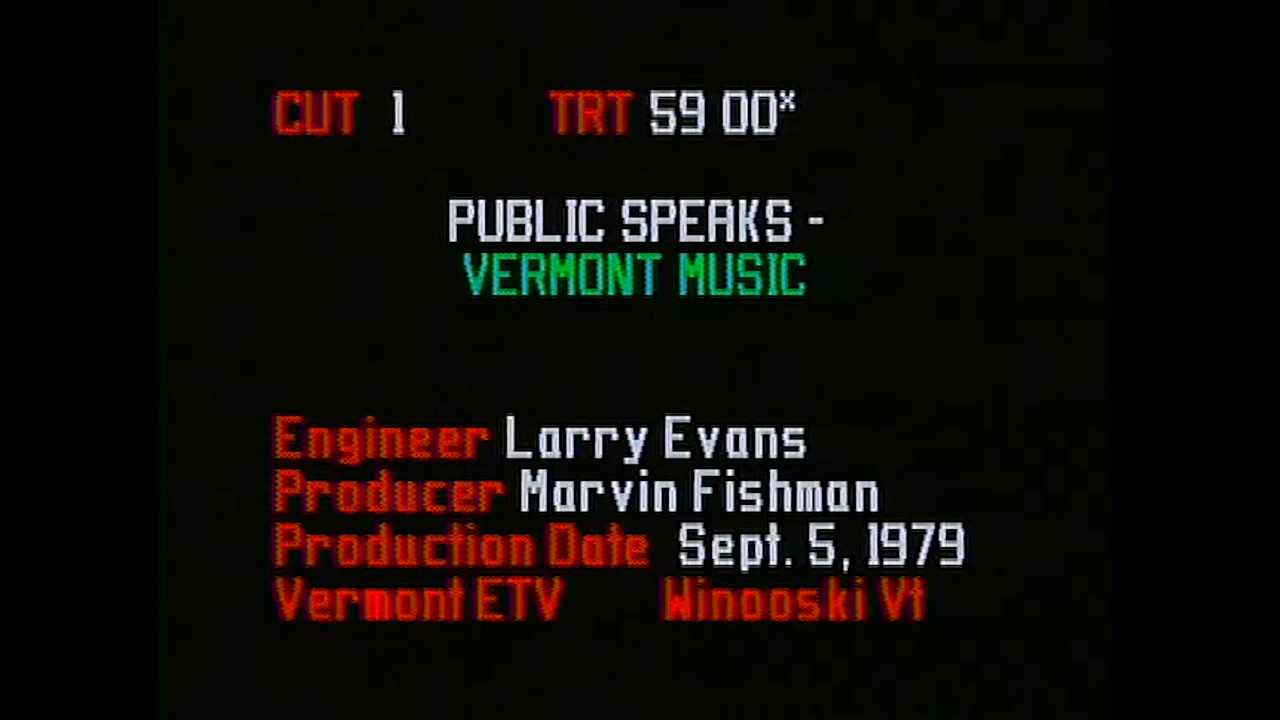 CUT 1 TRT 59 00ˣ
PUBLIC SPEAKS -
VERMONT MUSIC
Engineer Larry Evans
Producer Marvin Fishman
Production Date Sept. 5, 1979
Vermont ETV Winooski Vt